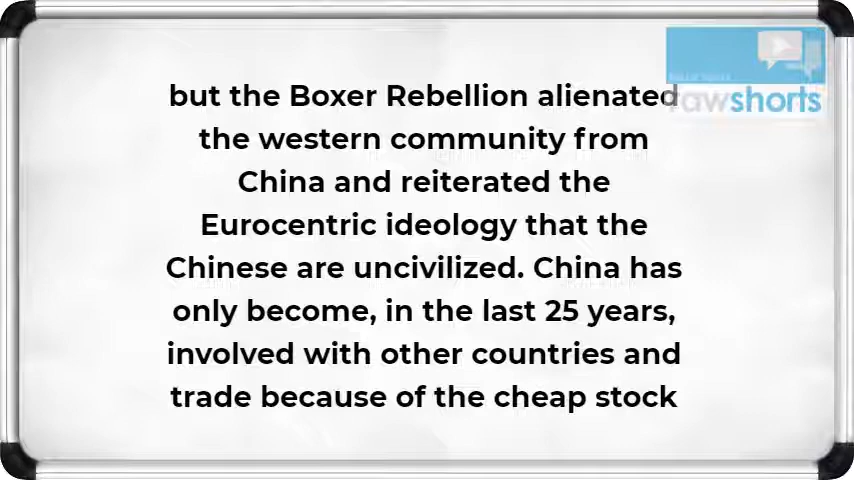 but the Boxer Rebellion alienated
the western community from
China and reiterated the
Eurocentric ideology that the
Chinese are uncivilized. China has
only become, in the last 25 years,
involved with other countries and
trade because of the cheap stock
rawshorts